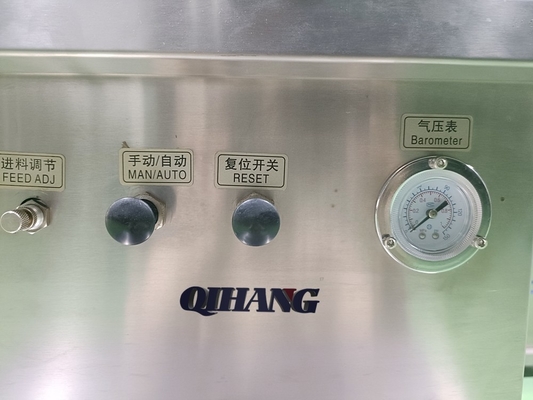 进料调节
FEED ADJ
手动/自动
MAN/AUTO
复位开关
RESET
气压表
Barometer
QIHANG